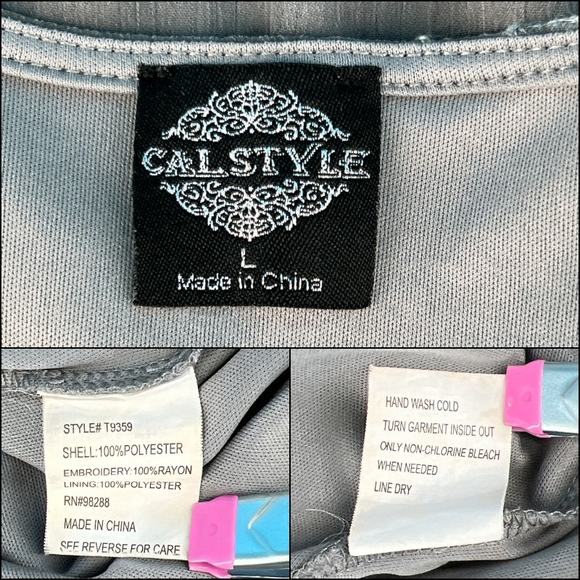 CALSTYLE
L
Made in China
STYLE# T9359
SHELL:100%POLYESTER
EMBROIDERY:100%RAYON
LINING:100%POLYESTER
RN#98288
MADE IN CHINA
SEE REVERSE FOR CARE
HAND WASH COLD
TURN GARMENT INSIDE OUT
ONLY NON-CHLORINE BLEACH
WHEN NEEDED
LINE DRY